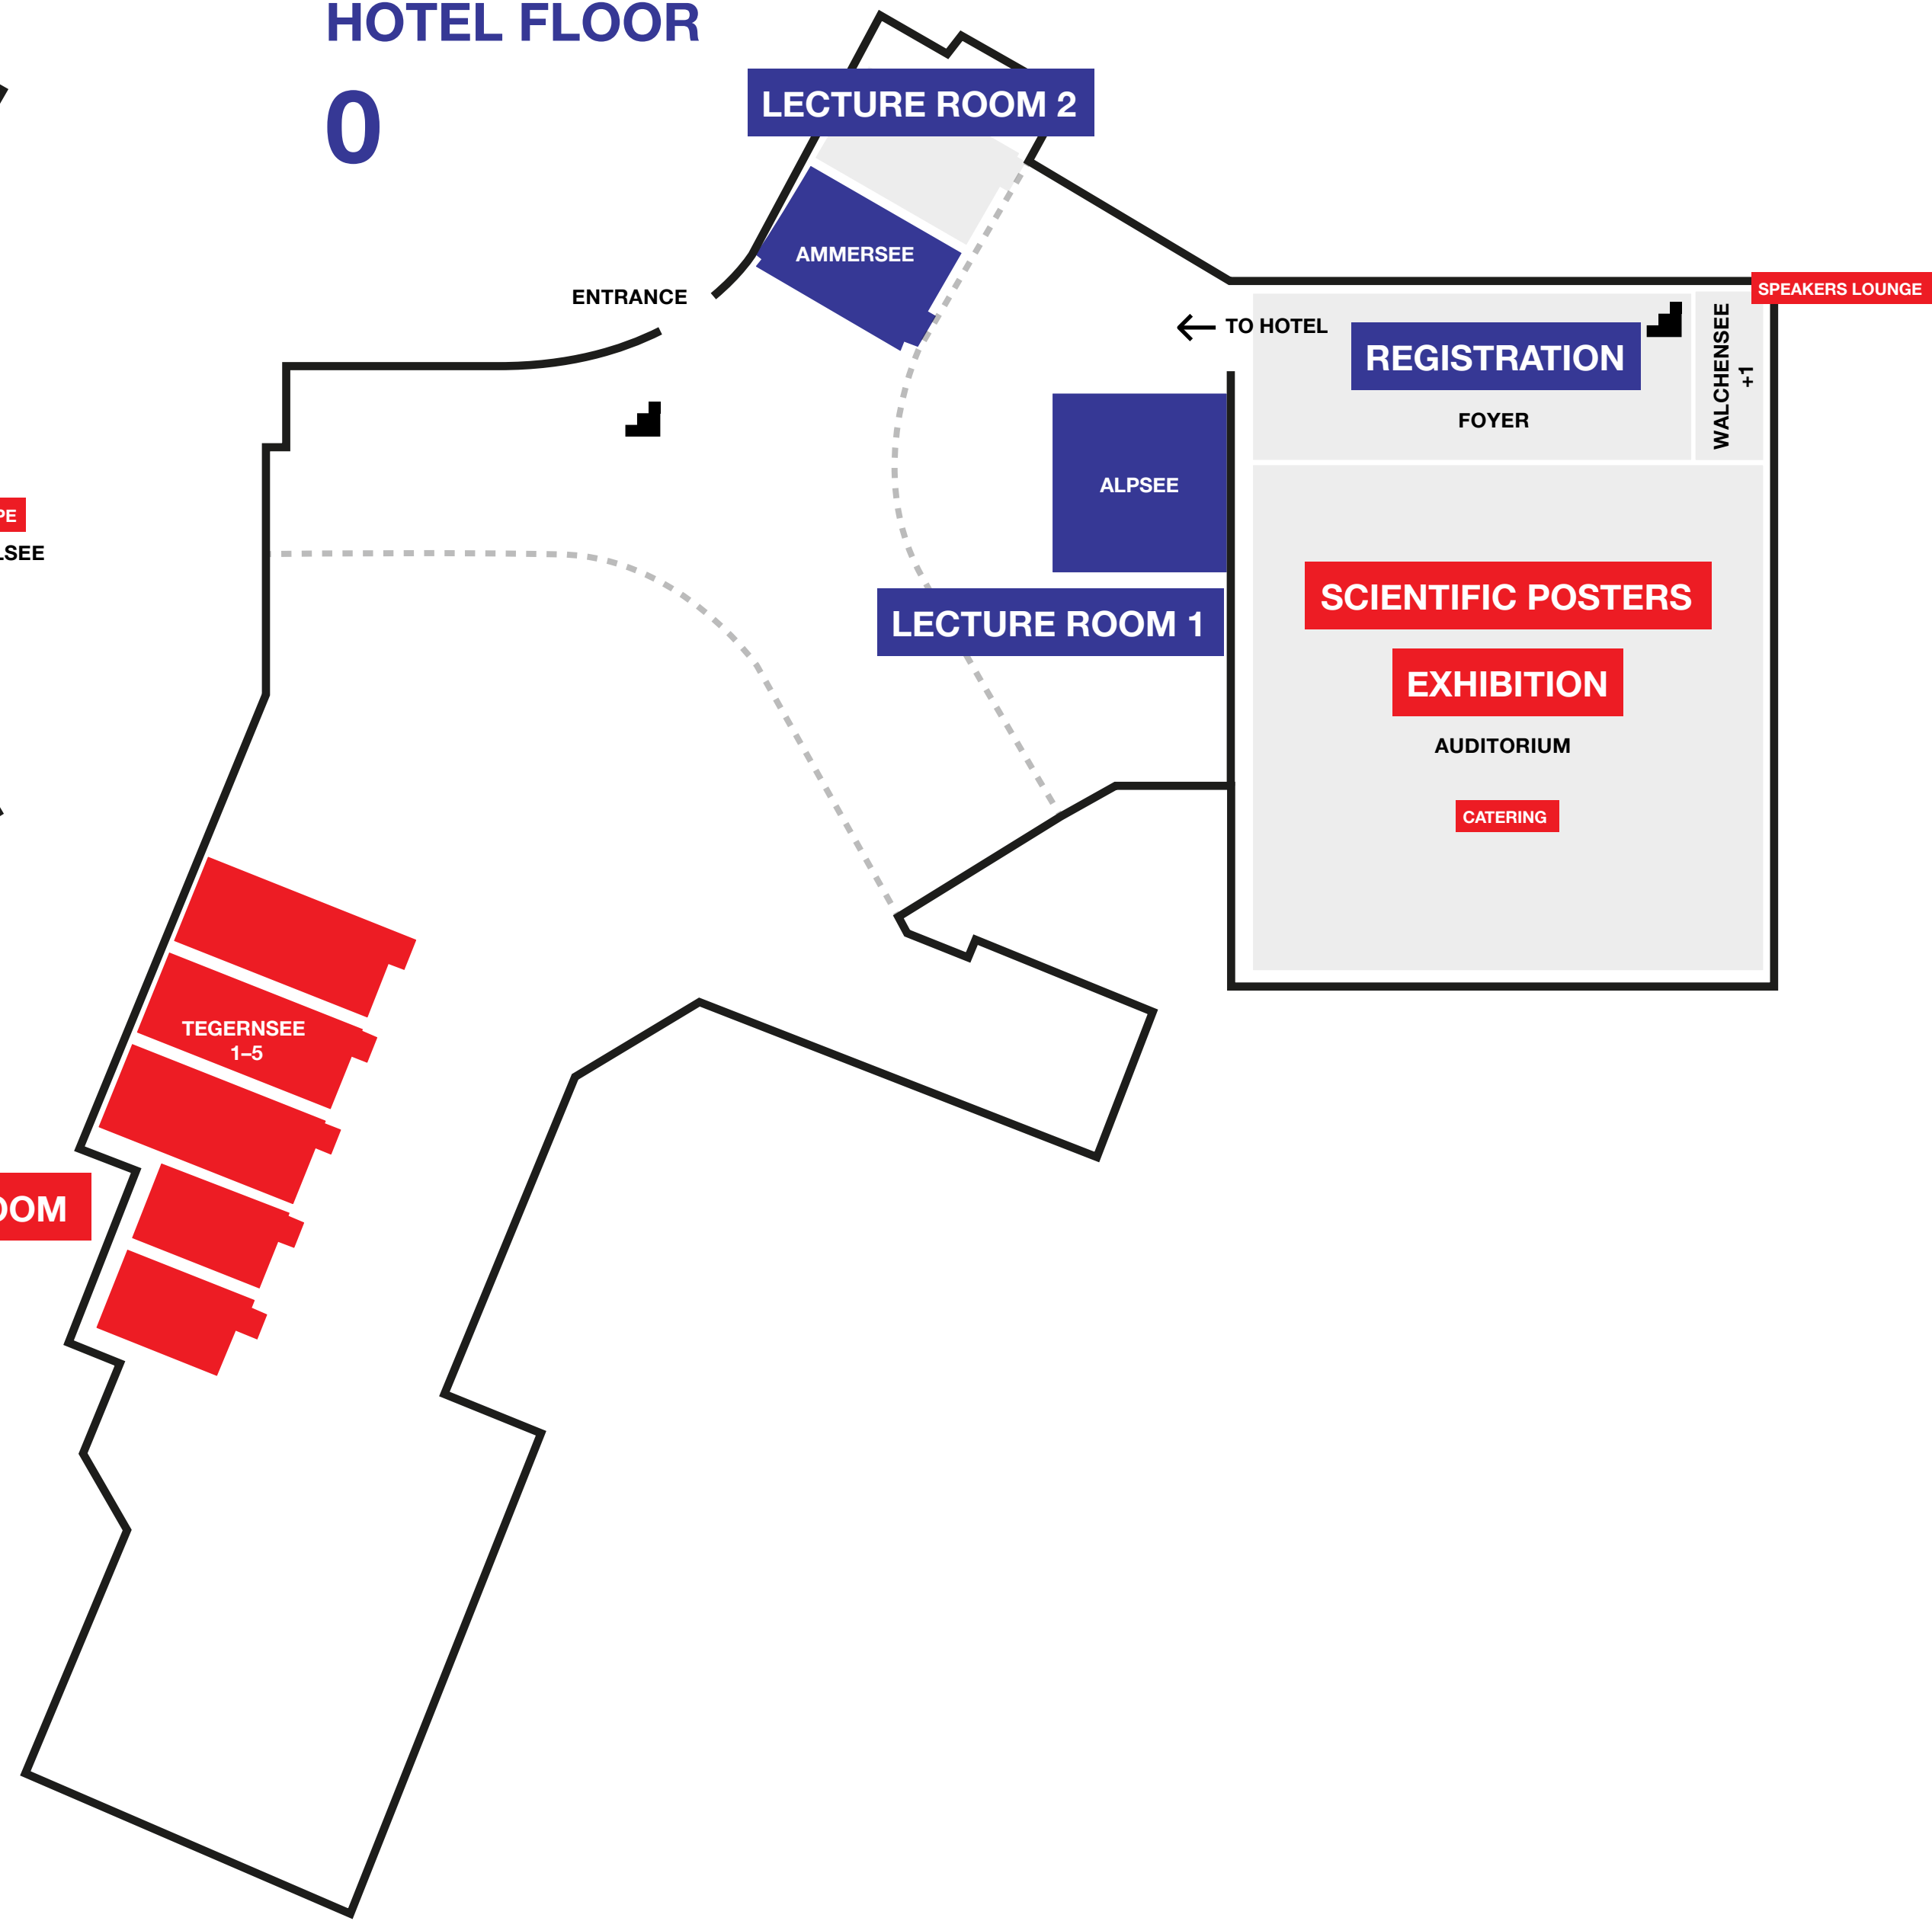 HOTEL FLOOR
0
LECTURE ROOM 2
AMMERSEE
ENTRANCE
SPEAKERS LOUNGE
TO HOTEL
REGISTRATION
FOYER
WALCHENSEE
+1
ALPSEE
LECTURE ROOM 1
SCIENTIFIC POSTERS
EXHIBITION
AUDITORIUM
CATERING
TEGERNSEE
1–5